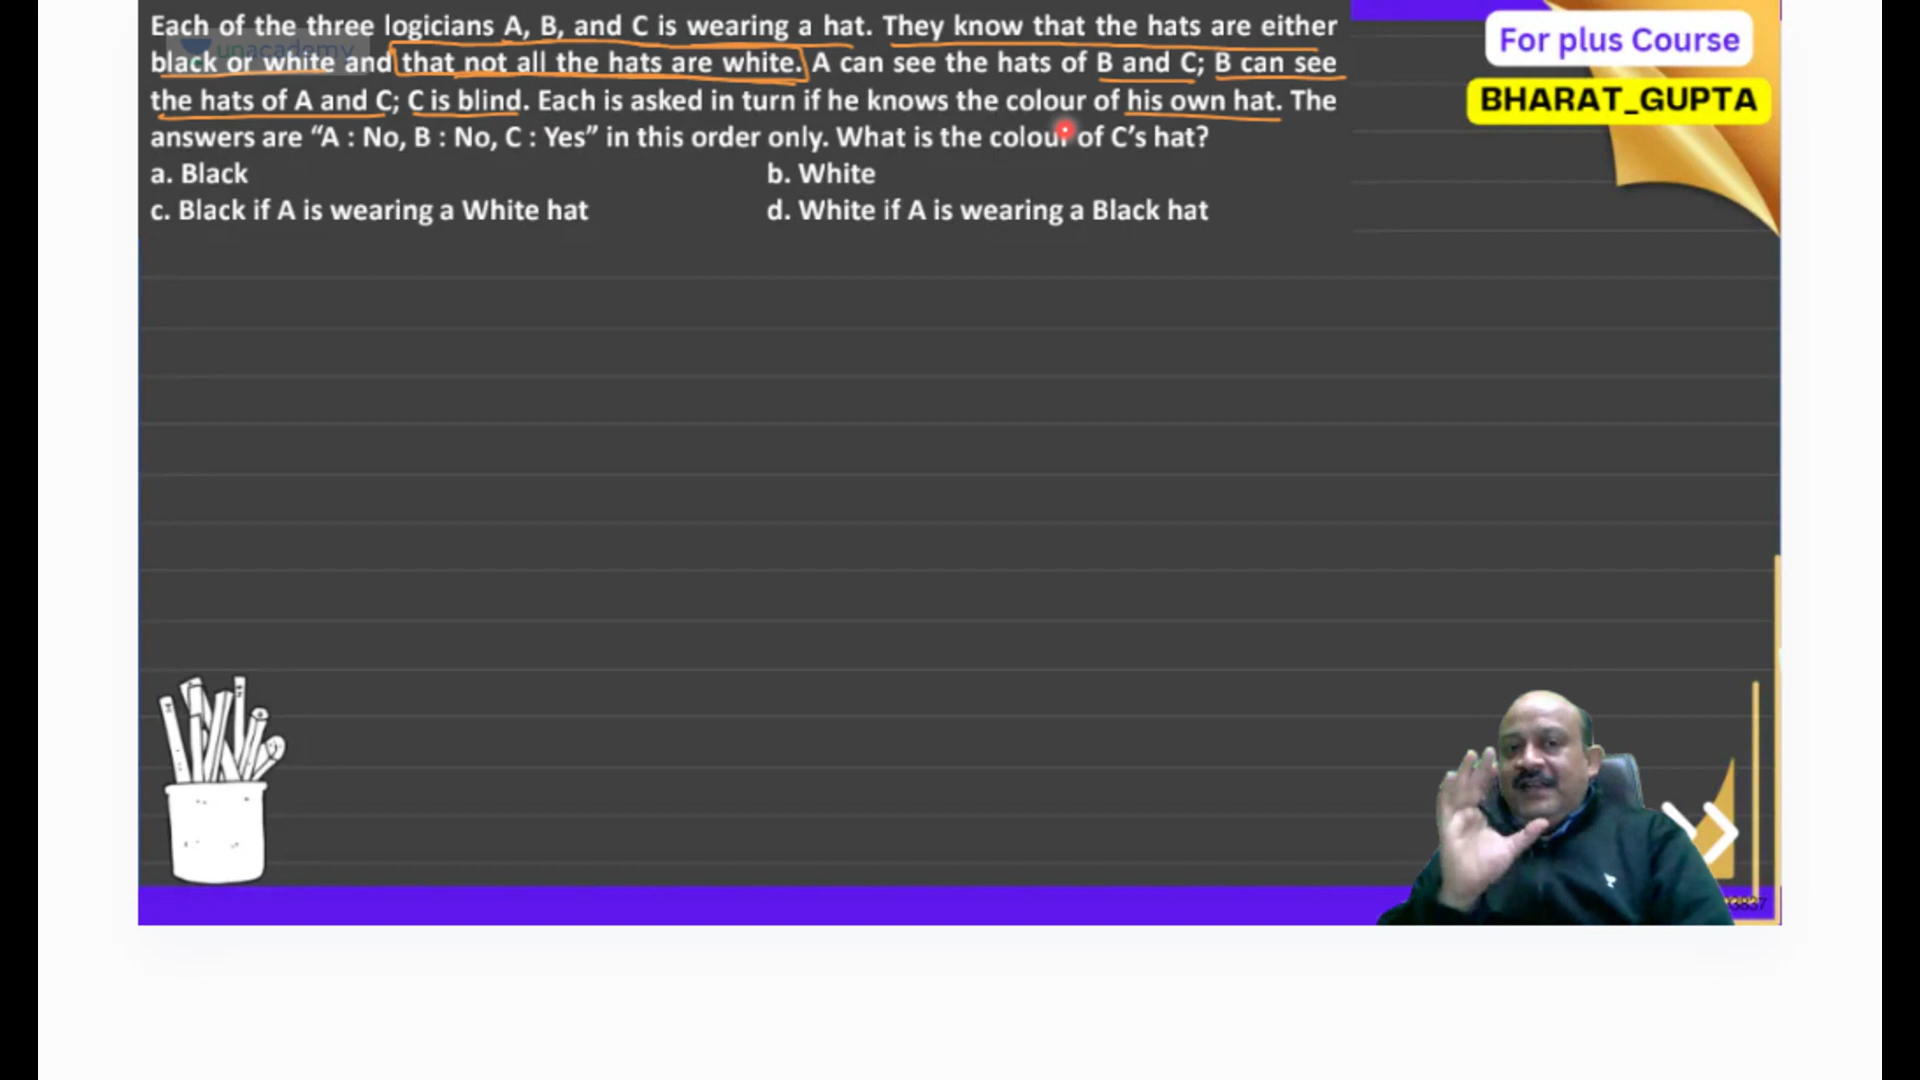 Each of the three logicians A, B, and C is wearing a hat. They know that the hats are either
black or white and that not all the hats are white. A can see the hats of B and C; B can see
the hats of A and C; C is blind. Each is asked in turn if he knows the colour of his own hat. The
answers are “A : No, B : No, C : Yes” in this order only. What is the colour of C’s hat?
a. Black
b. White
c. Black if A is wearing a White hat
d. White if A is wearing a Black hat
unacademy
For plus Course
BHARAT_GUPTA